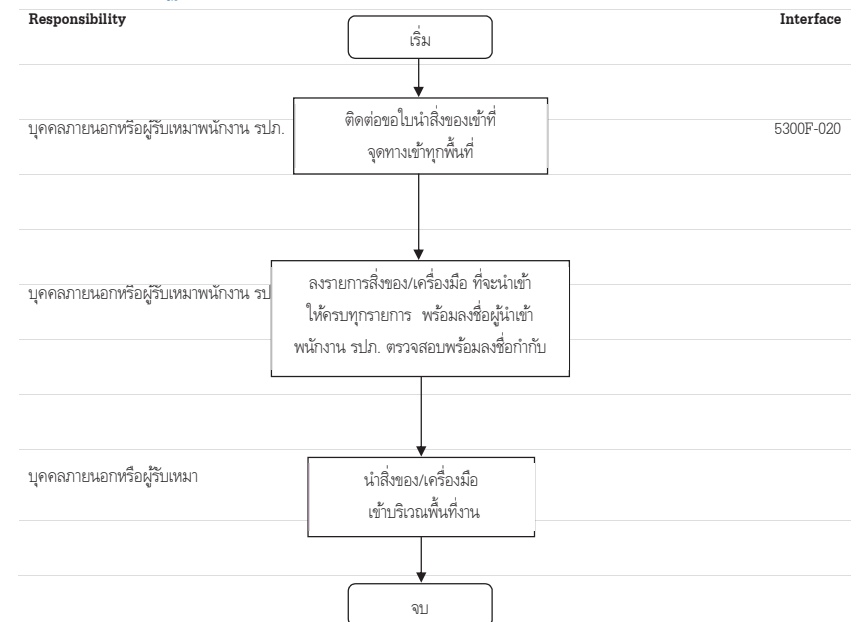 Responsibility
Interface
เริ่ม
บุคคลภายนอกหรือผู้รับเหมาพนักงาน รปภ.
ติดต่อขอใบนำสิ่งของเข้าที่
จุดทางเข้าทุกพื้นที่
5300F-020
บุคคลภายนอกหรือผู้รับเหมาพนักงาน รป
ลงรายการสิ่งของ/เครื่องมือ ที่จะนำเข้า
ให้ครบทุกรายการ พร้อมลงชื่อผู้นำเข้า
พนักงาน รปภ. ตรวจสอบพร้อมลงชื่อกำกับ
บุคคลภายนอกหรือผู้รับเหมา
นำสิ่งของ/เครื่องมือ
เข้าบริเวณพื้นที่งาน
จบ